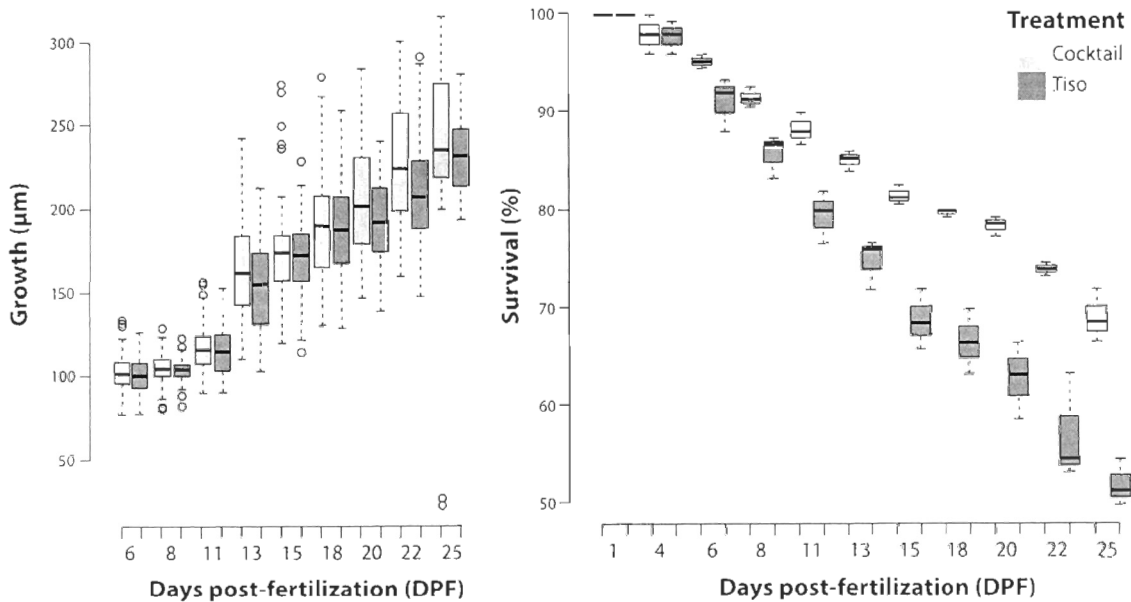 Growth (µm)
300
250
200
150
100
50
6 8 11 13 15 18 20 22 25
Days post-fertilization (DPF)
Survival (%)
100
90
80
70
60
50
1 4 6 8 11 13 15 18 20 22 25
Days post-fertilization (DPF)
Treatment
Cocktail
Tiso